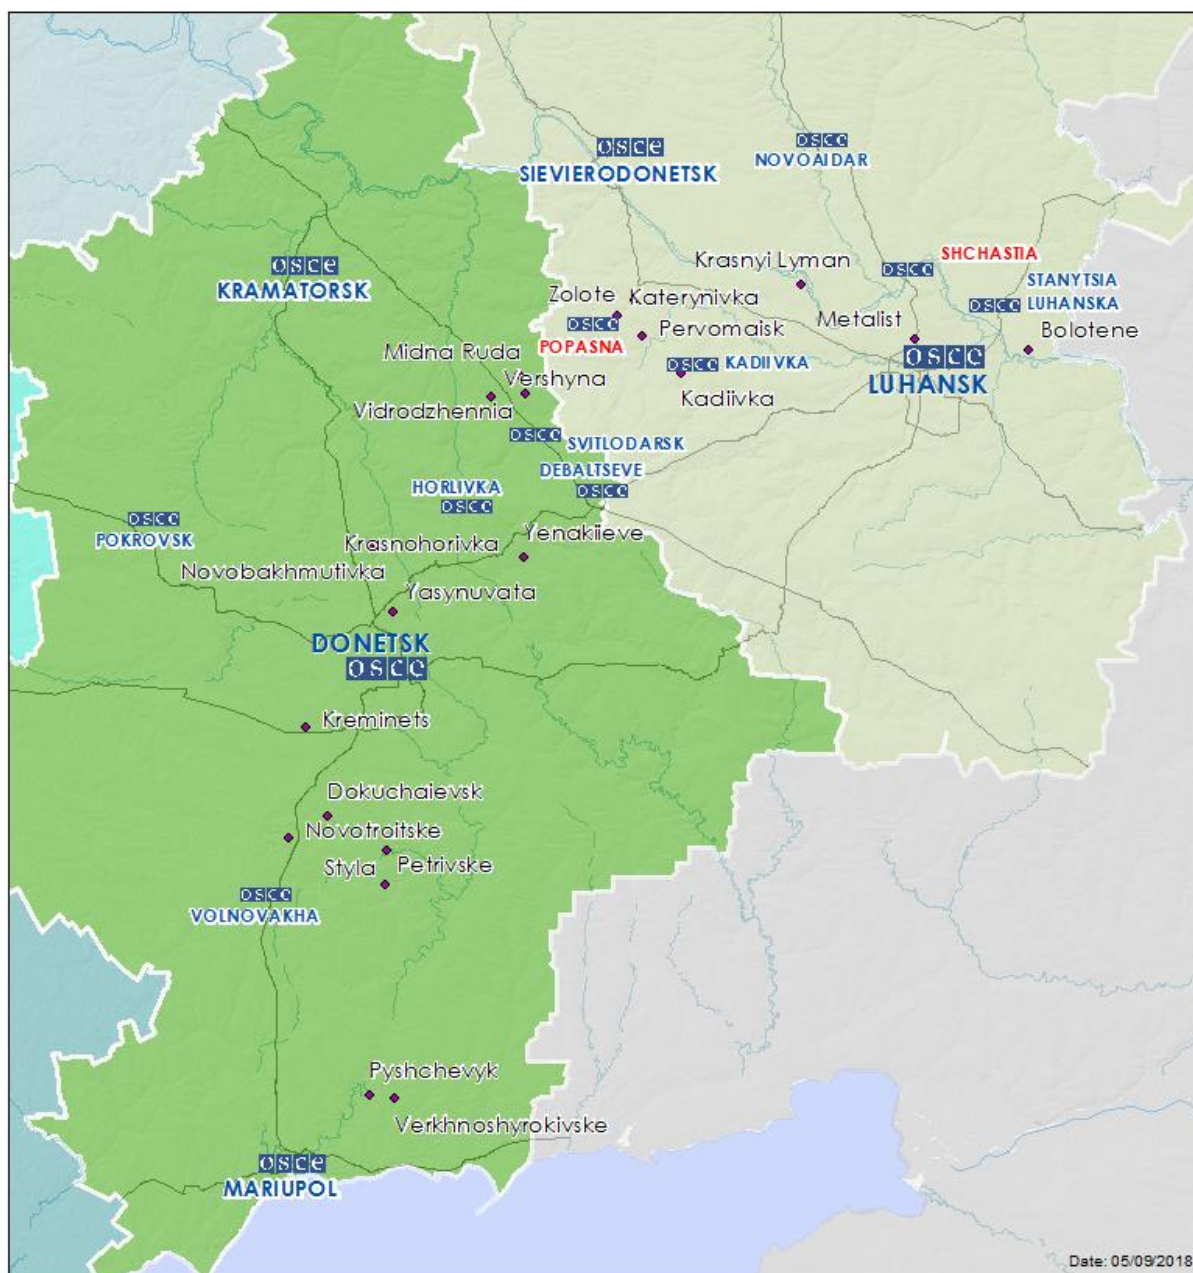 osce
SIEVIERODONETSK
osce
NOVOAIDAR
osce
KRAMATORSK
Krasnyi Lyman
osce
SHCHASTIA
STANYTSIA
osce
LUHANSKA
Zolote
Katerynivka
osce
POPASNA
Pervomaisk
Metalist
Bolotene
osce
LUHANSK
Midna Ruda
Vershyna
osce
KADIIVKA
Kadiivka
Vidrodzhennia
osce
SVITLODARSK
DEBALTSEVE
osce
HORLIVKA
osce
osce
POKROVSK
Krasnohorivka
Yenakiieve
Novobakhmutivka
Yasynuvata
DONETSK
osce
Kreminets
Dokuchaievsk
Novotroitske
Styla
Petrivske
osce
VOLNOVAKHA
Pyshchevyk
Verkhnoshyrokivske
osce
MARIUPOL
Date: 05/09/2018